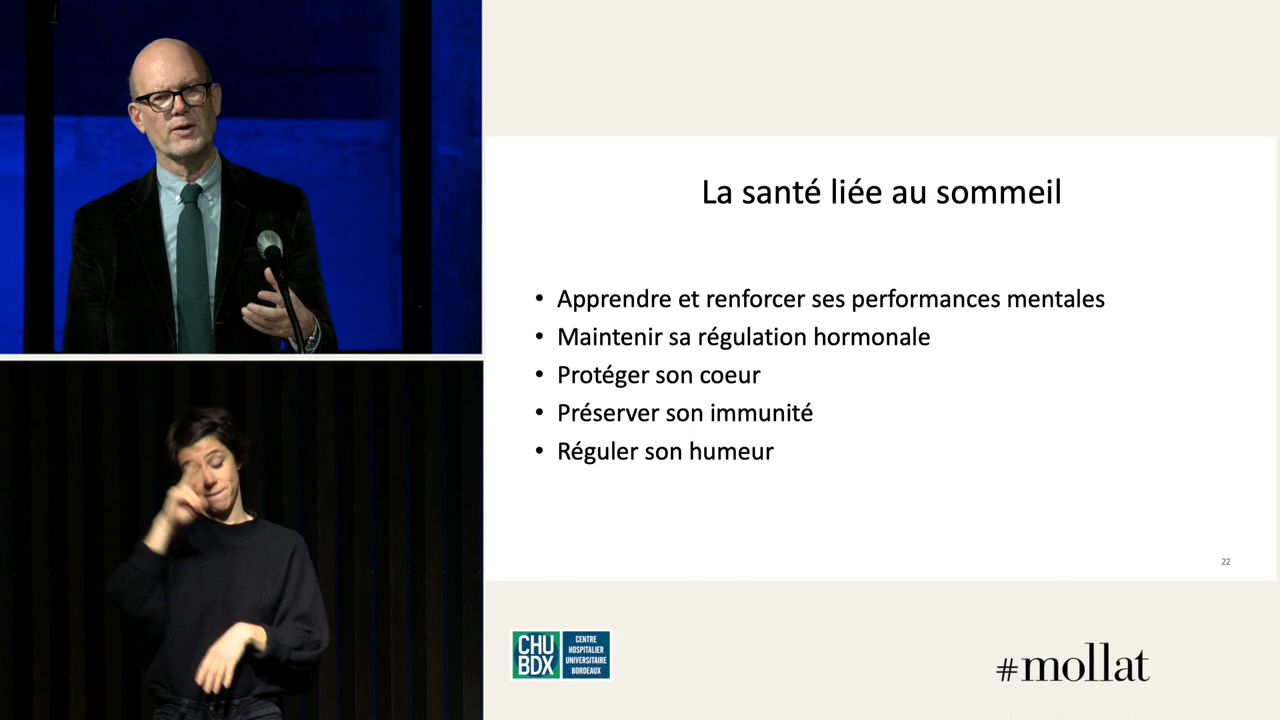 La santé liée au sommeil
• Apprendre et renforcer ses performances mentales
• Maintenir sa régulation hormonale
• Protéger son coeur
• Préserver son immunité
• Réguler son humeur
22
CHU
BDX
CENTRE
HOSPITALIER
UNIVERSITAIRE
BORDEAUX
#mollat